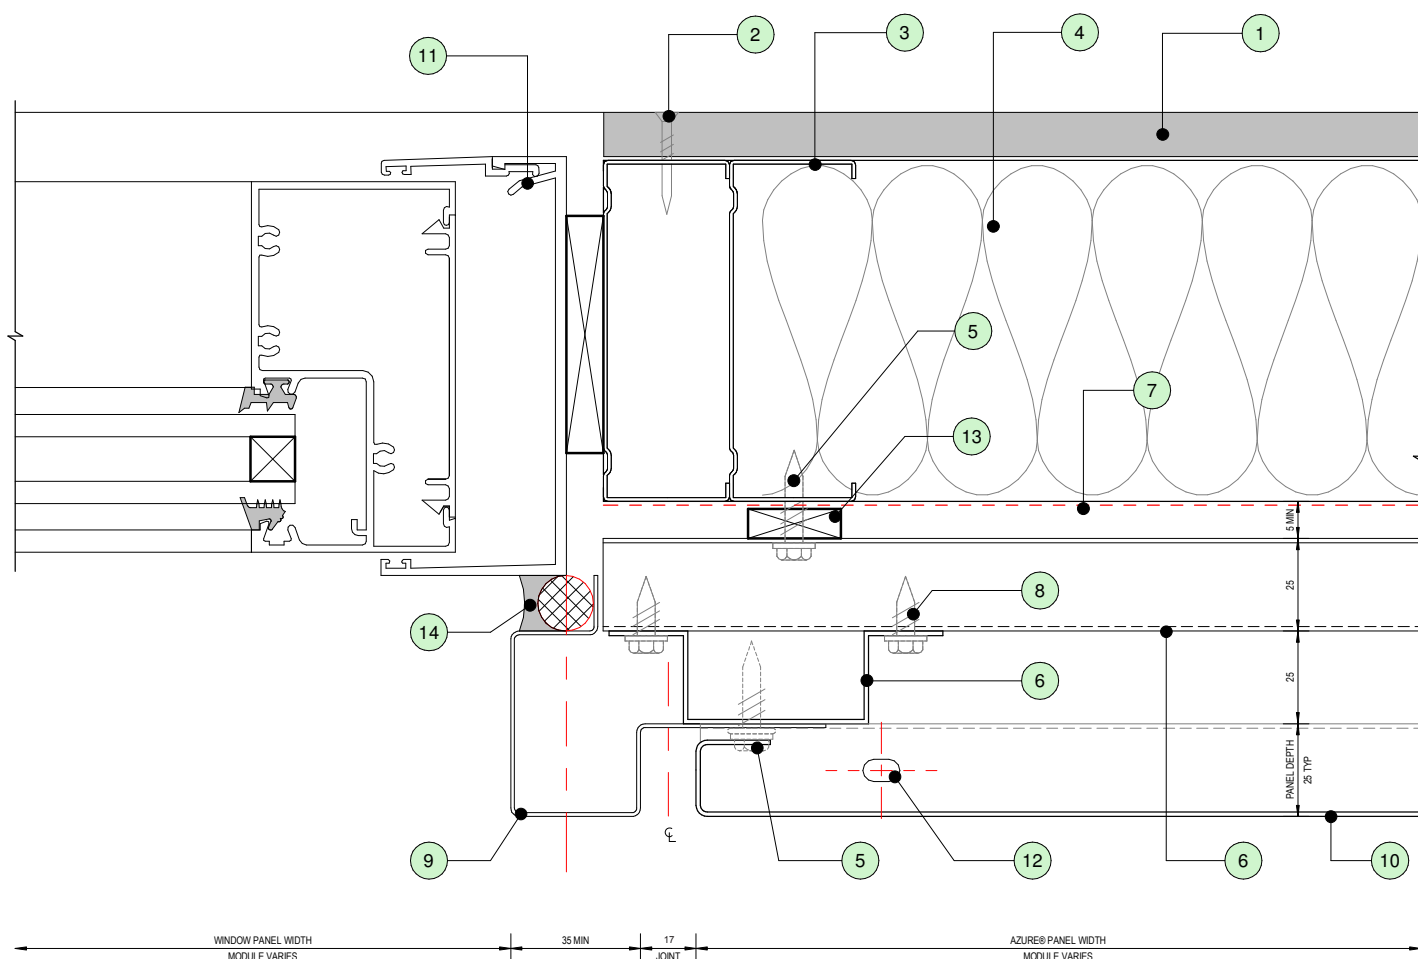 2
3
4
1
11
5
7
13
5 MIN
25
8
14
6
25
PANEL DEPTH
25 TYP
℄
9
5
12
6
10
WINDOW PANEL WIDTH
MODULE VARIES
35 MIN
17
JOINT
AZURE® PANEL WIDTH
MODULE VARIES